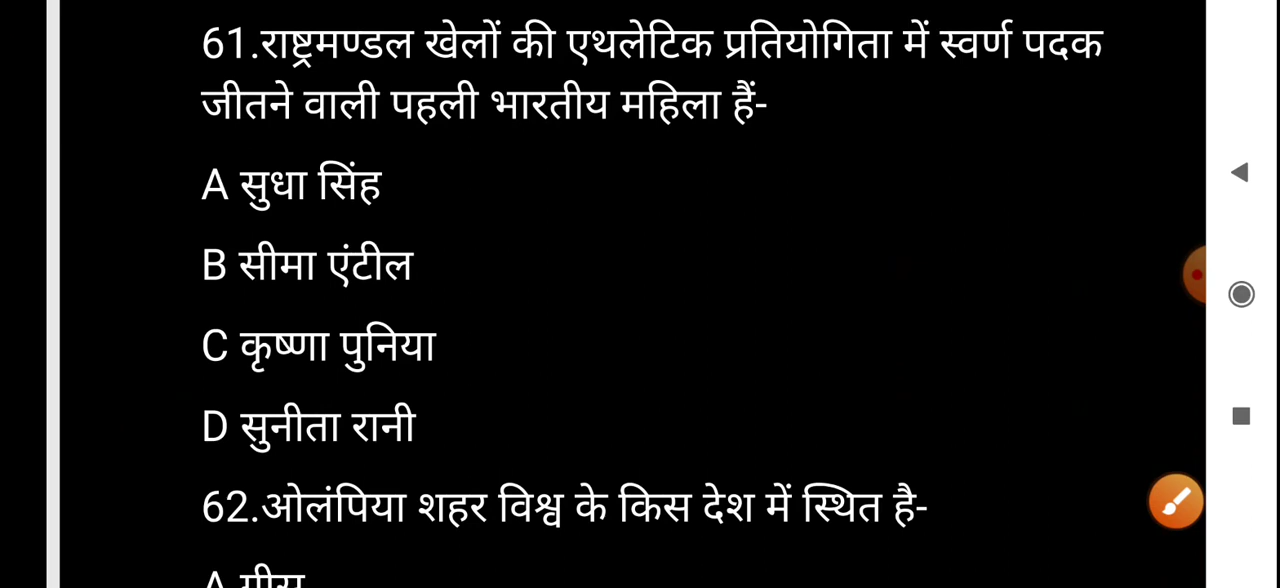 61.राष्ट्रमण्डल खेलों की एथलेटिक प्रतियोगिता में स्वर्ण पदक
जीतने वाली पहली भारतीय महिला हैं-
A सुधा सिंह
B सीमा एंटील
C कृष्णा पुनिया
D सुनीता रानी
62.ओलंपिया शहर विश्व के किस देश में स्थित है-